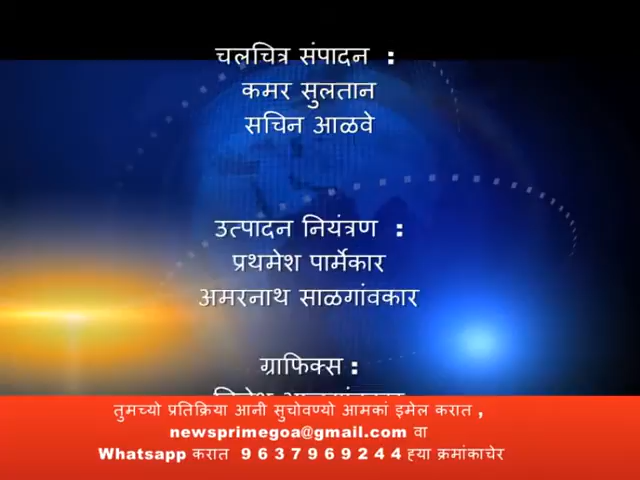 चलचित्र संपादन :
कमर सुलतान
सचिन आळवे
उत्पादन नियंत्रण :
प्रथमेश पार्मेकार
अमरनाथ साळगांवकार
ग्राफिक्स :
तुमच्यो प्रतिक्रिया आनी सुचोवण्यो आमकां इमेल करात ,
newsprimegoa@gmail.com वा
Whatsapp करात 9637969244 ह्या क्रमांकाचेर